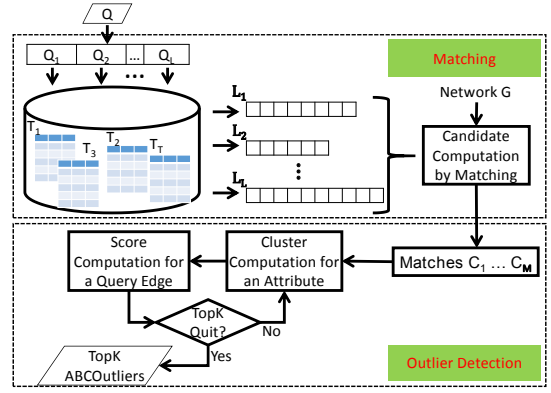 Q
Q1 Q2 ... QL
...
Matching
T1 T2 T3 TT
L1
L2
LL
Network G
Candidate
Computation
by Matching
Score
Computation for
a Query Edge
Cluster
Computation for
an Attribute
Matches C1 ... CM
TopK
Quit?
No
Yes
TopK
ABCOutliers
Outlier Detection